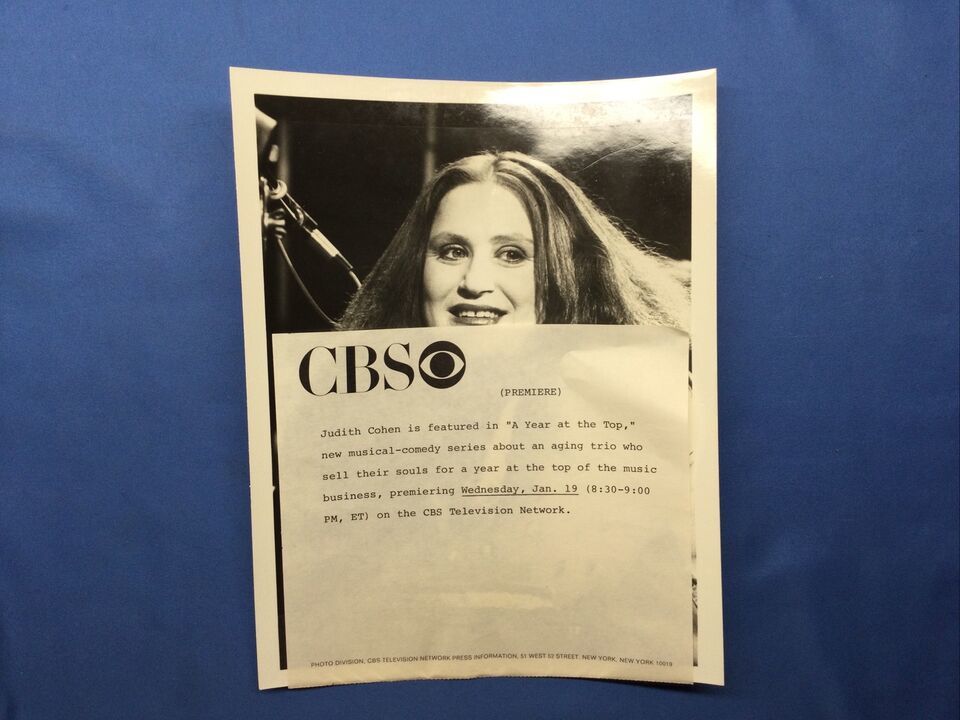 CBS
(PREMIERE)
Judith Cohen is featured in "A Year at the Top,"
new musical-comedy series about an aging trio who
sell their souls for a year at the top of the music
business, premiering Wednesday, Jan. 19 (8:30-9:00
PM, ET) on the CBS Television Network.
PHOTO DIVISION, CBS TELEVISION NETWORK PRESS INFORMATION, 51 WEST 52 STREET, NEW YORK, NEW YORK 10019